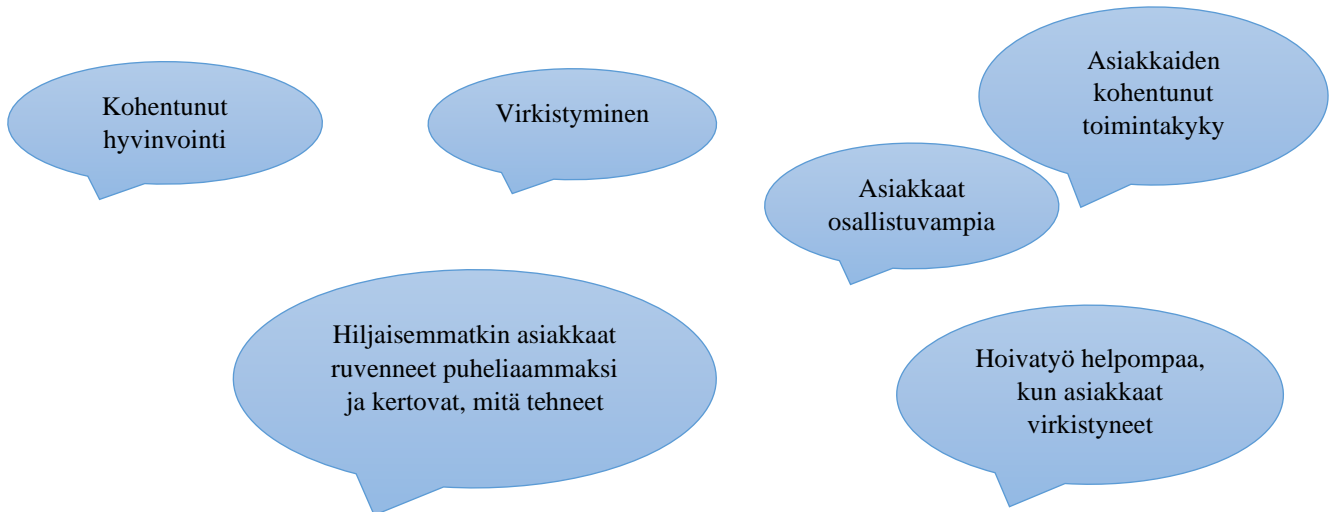 Kohentunut
hyvinvointi
Virkistyminen
Asiakkaiden
kohentunut
toimintakyky
Asiakkaat
osallistuvampia
Hiljaisemmatkin asiakkaat
ruvenneet puheliaammaksi
ja kertovat, mitä tehneet
Hoivatyö helpompaa,
kun asiakkaat
virkistyneet